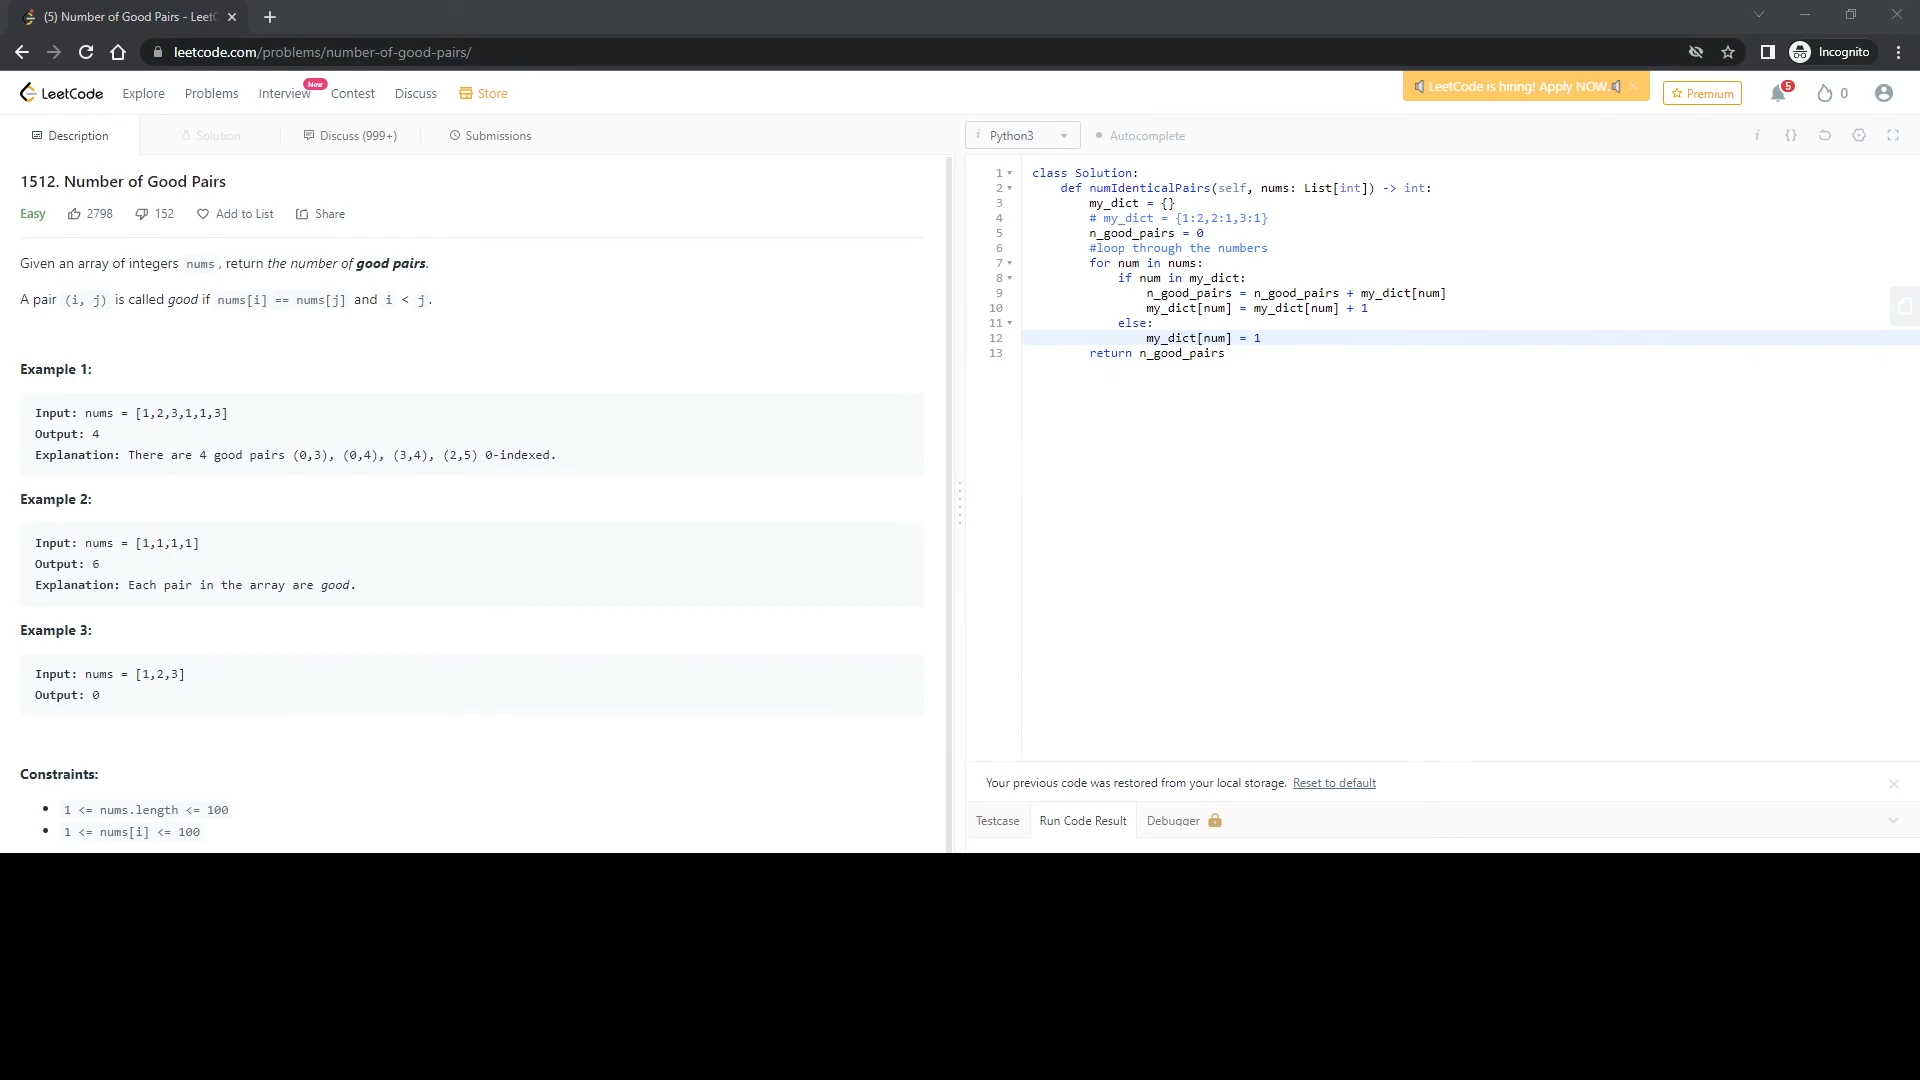 (5) Number of Good Pairs - LeetC
leetcode.com/problems/number-of-good-pairs/
Incognito
LeetCode
Explore
Problems
Interview
New
Contest
Discuss
Store
LeetCode is hiring! Apply NOW.
Premium
5
0
Description
Solution
Discuss (999+)
Submissions
i Python3
Autocomplete
1512. Number of Good Pairs
Easy
2798
152
Add to List
Share
Given an array of integers nums, return the number of good pairs.
A pair (i, j) is called good if nums[i] == nums[j] and i < j.
Example 1:
Input: nums = [1,2,3,1,1,3]
Output: 4
Explanation: There are 4 good pairs (0,3), (0,4), (3,4), (2,5) 0-indexed.
Example 2:
Input: nums = [1,1,1,1]
Output: 6
Explanation: Each pair in the array are good.
Example 3:
Input: nums = [1,2,3]
Output: 0
Constraints:
1 <= nums.length <= 100
1 <= nums[i] <= 100
1 class Solution:
2 def numIdenticalPairs(self, nums: List[int]) -> int:
3 my_dict = {}
4 # my_dict = {1:2,2:1,3:1}
5 n_good_pairs = 0
6 #loop through the numbers
7 for num in nums:
8 if num in my_dict:
9 n_good_pairs = n_good_pairs + my_dict[num]
10 my_dict[num] = my_dict[num] + 1
11 else:
12 my_dict[num] = 1
13 return n_good_pairs
Your previous code was restored from your local storage. Reset to default
Testcase
Run Code Result
Debugger